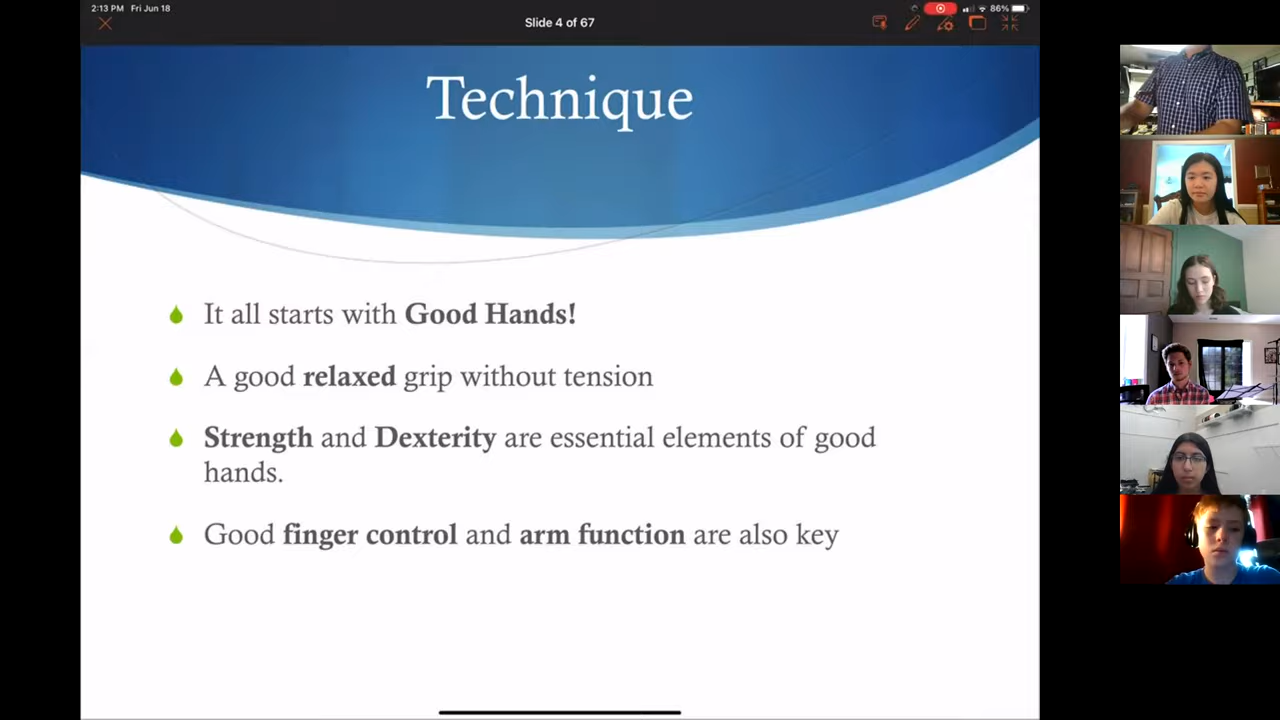 2:13 PM Fri Jun 18
86%
Slide 4 of 67
Technique
It all starts with Good Hands!
A good relaxed grip without tension
Strength and Dexterity are essential elements of good
hands.
Good finger control and arm function are also key